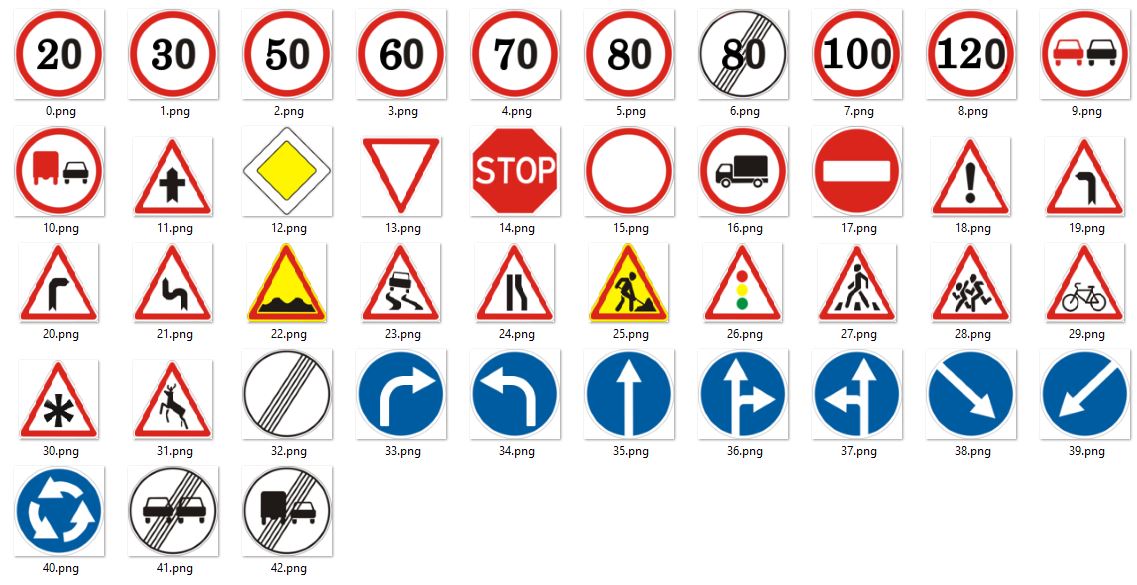 20 30 50 60 70 80 80 100 120
0.png 1.png 2.png 3.png 4.png 5.png 6.png 7.png 8.png 9.png
STOP
10.png 11.png 12.png 13.png 14.png 15.png 16.png 17.png 18.png 19.png
20.png 21.png 22.png 23.png 24.png 25.png 26.png 27.png 28.png 29.png
30.png 31.png 32.png 33.png 34.png 35.png 36.png 37.png 38.png 39.png
40.png 41.png 42.png